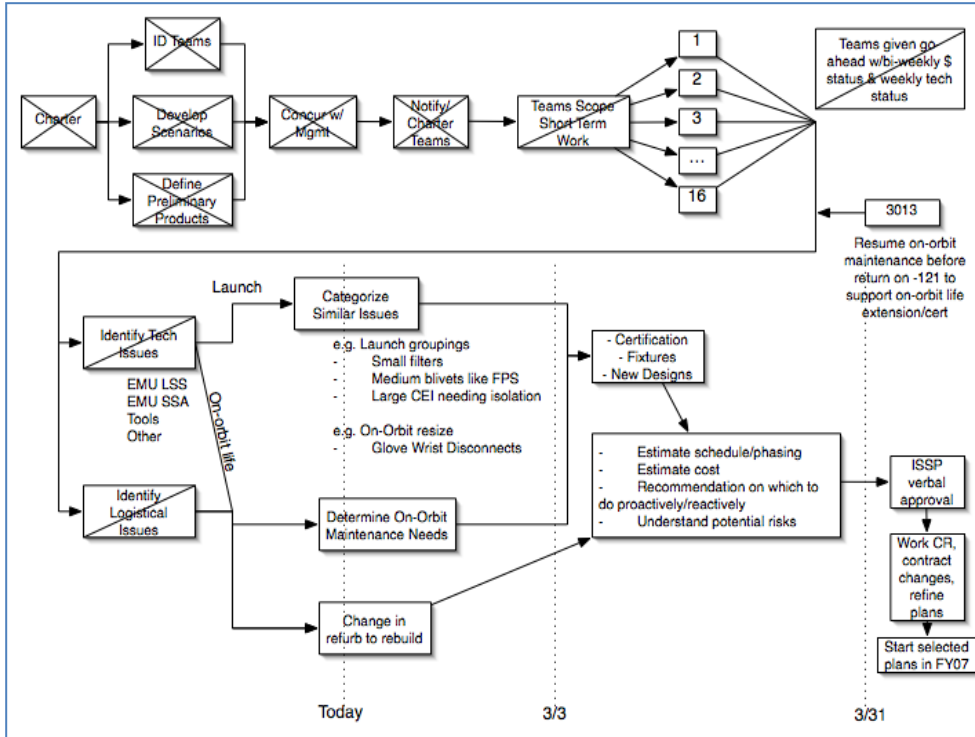 ID Teams
Charter
Develop
Scenarios
Define
Preliminary
Products
Concur w/
Mgmt
Notify/
Charter
Teams
Teams Scope
Short Term
Work
1
2
3
...
16
Teams given go
ahead w/bi-weekly $
status & weekly tech
status
3013
Resume on-orbit
maintenance before
return on -121 to
support on-orbit life
extension/cert
Launch
Identify Tech
Issues
EMU LSS
EMU SSA
Tools
Other
On-orbit life
Identify
Logistical
Issues
Categorize
Similar Issues
e.g. Launch groupings
- Small filters
- Medium blivets like FPS
- Large CEI needing isolation
e.g. On-Orbit resize
- Glove Wrist Disconnects
Determine On-Orbit
Maintenance Needs
Change in
refurb to rebuild
- Certification
- Fixtures
- New Designs
- Estimate schedule/phasing
- Estimate cost
- Recommendation on which to
do proactively/reactively
- Understand potential risks
ISSP
verbal
approval
Work CR,
contract
changes,
refine
plans
Start selected
plans in FY07
Today
3/3
3/31